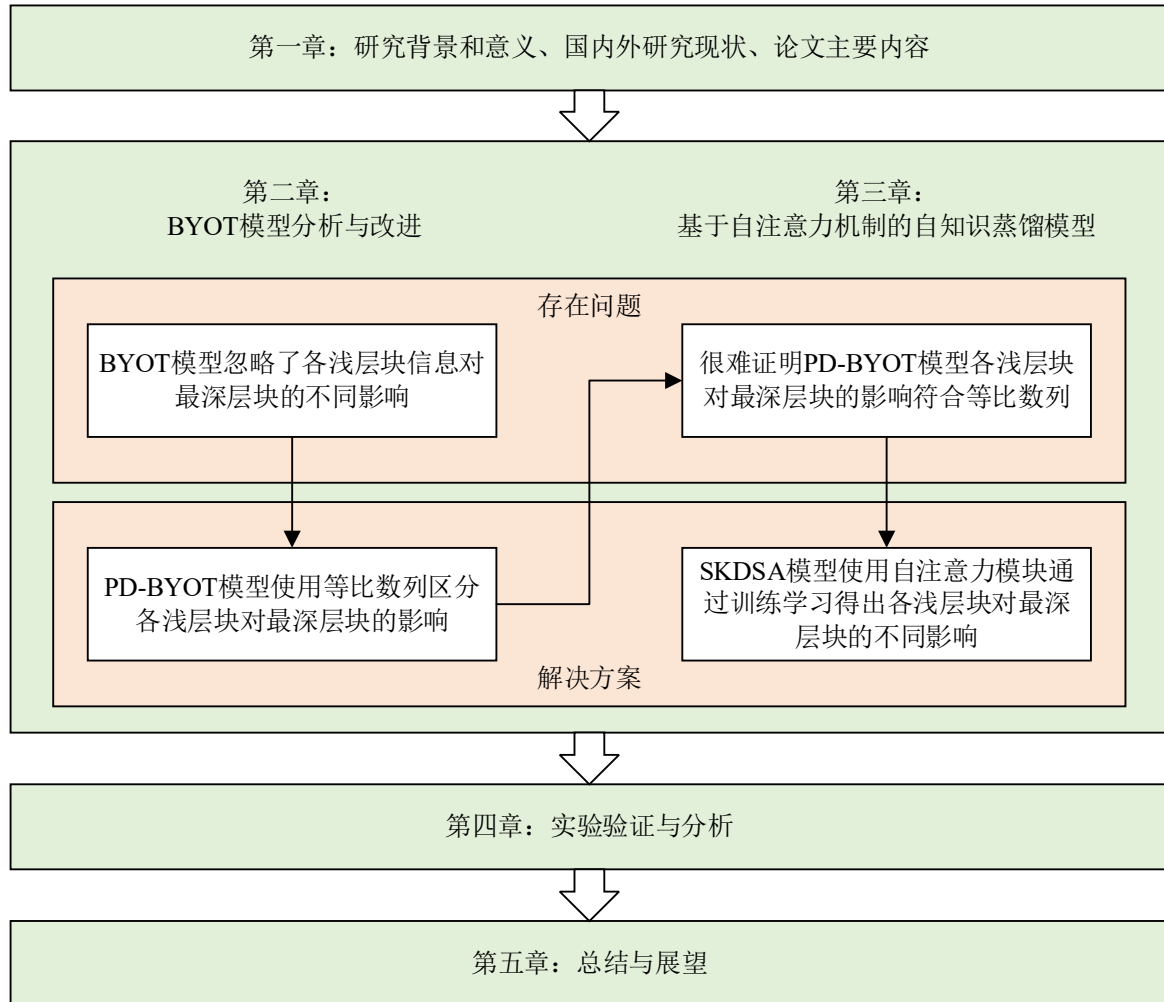 第一章：研究背景和意义、国内外研究现状、论文主要内容
第二章：
BYOT模型分析与改进
第三章：
基于自注意力机制的自知识蒸馏模型
存在问题
BYOT模型忽略了各浅层块信息对
最深层块的不同影响
很难证明PD-BYOT模型各浅层块
对最深层块的影响符合等比数列
PD-BYOT模型使用等比数列区分
各浅层块对最深层块的影响
SKDSA模型使用自注意力模块通
过训练学习得出各浅层块对最深
层块的不同影响
解决方案
第四章：实验验证与分析
第五章：总结与展望